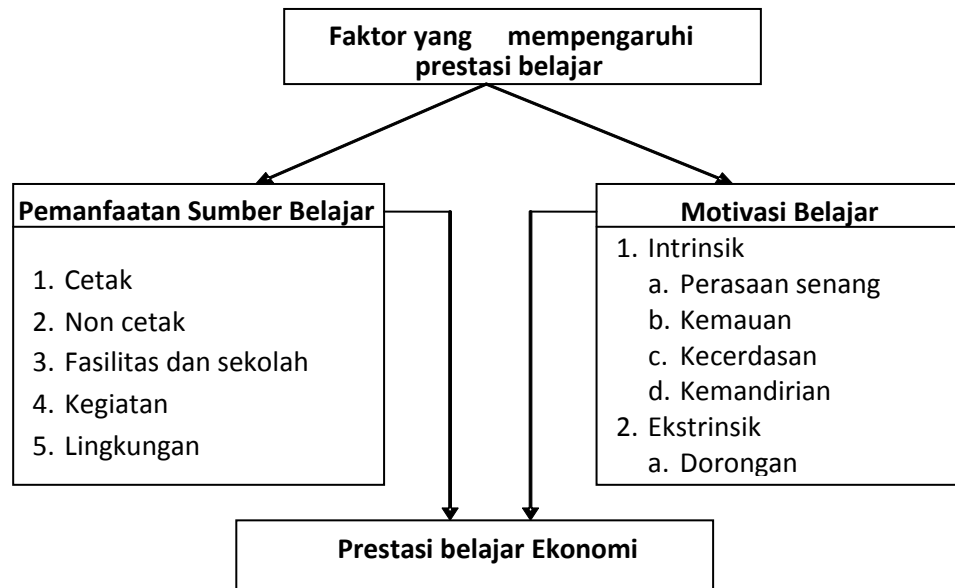 Faktor yang mempengaruhi
prestasi belajar
Pemanfaatan Sumber Belajar
1. Cetak
2. Non cetak
3. Fasilitas dan sekolah
4. Kegiatan
5. Lingkungan
Motivasi Belajar
1. Intrinsik
a. Perasaan senang
b. Kemauan
c. Kecerdasan
d. Kemandirian
2. Ekstrinsik
a. Dorongan
Prestasi belajar Ekonomi